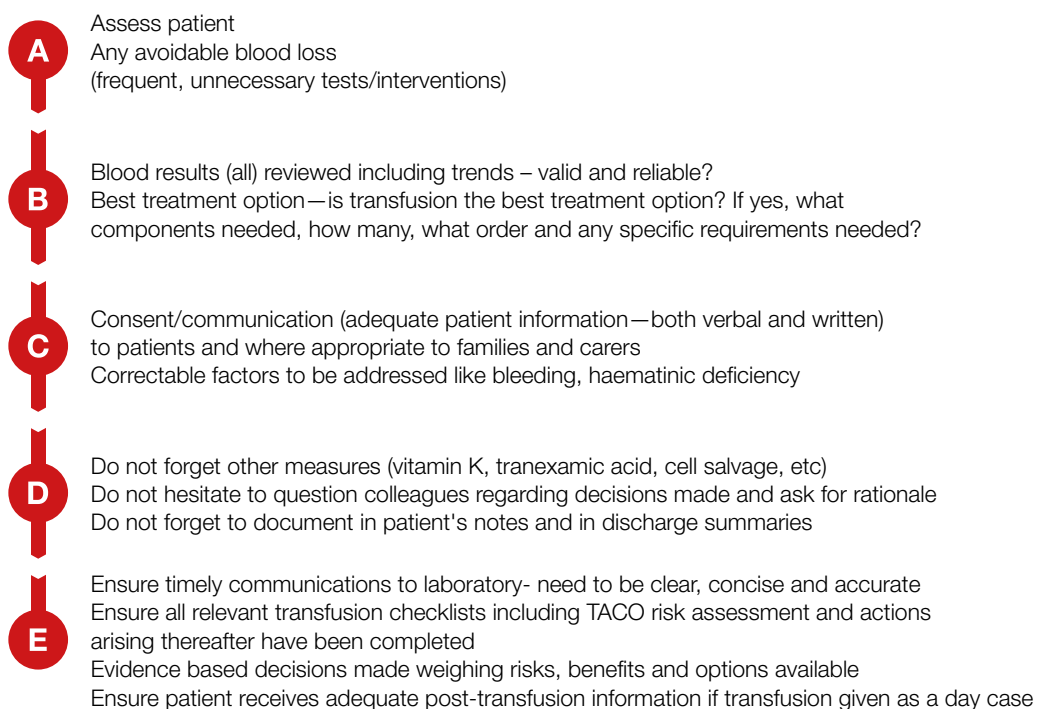 A
Assess patient
Any avoidable blood loss
(frequent, unnecessary tests/interventions)
B
Blood results (all) reviewed including trends – valid and reliable?
Best treatment option—is transfusion the best treatment option? If yes, what
components needed, how many, what order and any specific requirements needed?
C
Consent/communication (adequate patient information—both verbal and written)
to patients and where appropriate to families and carers
Correctable factors to be addressed like bleeding, haematinic deficiency
D
Do not forget other measures (vitamin K, tranexamic acid, cell salvage, etc)
Do not hesitate to question colleagues regarding decisions made and ask for rationale
Do not forget to document in patient's notes and in discharge summaries
E
Ensure timely communications to laboratory- need to be clear, concise and accurate
Ensure all relevant transfusion checklists including TACO risk assessment and actions
arising thereafter have been completed
Evidence based decisions made weighing risks, benefits and options available
Ensure patient receives adequate post-transfusion information if transfusion given as a day case